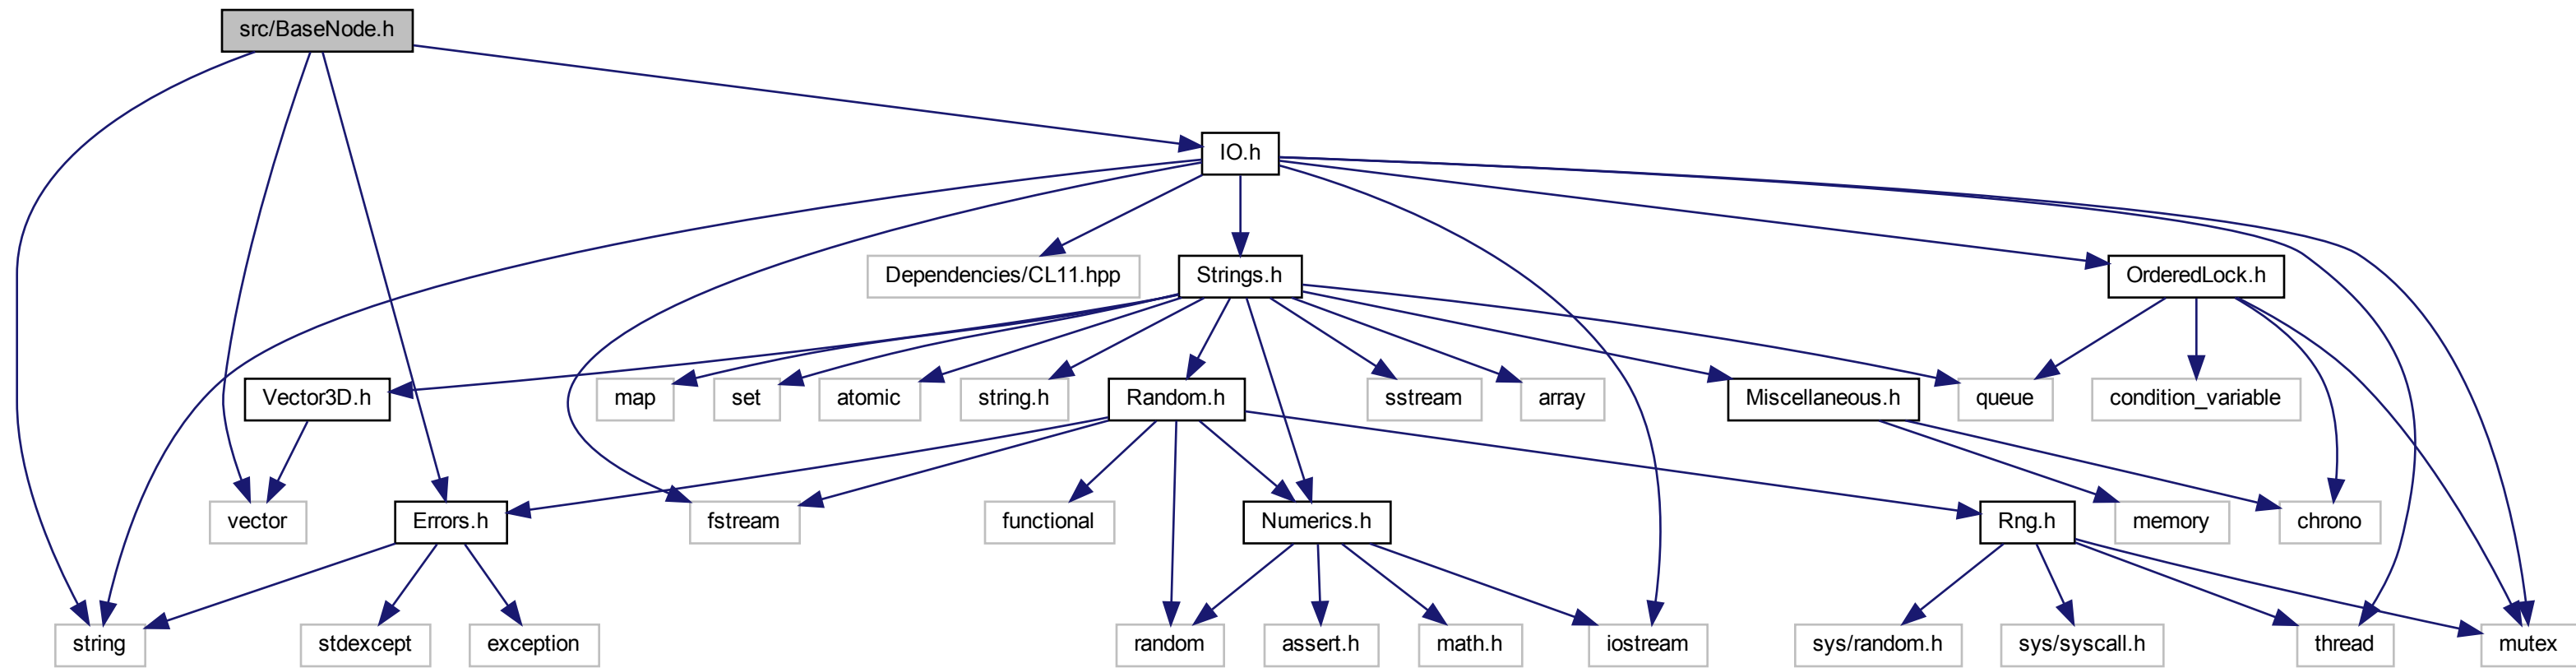 src/BaseNode.h
IO.h
Dependencies/CL11.hpp
Strings.h
OrderedLock.h
Vector3D.h
map
set
atomic
string.h
Random.h
sstream
array
Miscellaneous.h
queue
condition_variable
vector
Errors.h
fstream
functional
Numerics.h
Rng.h
memory
chrono
string
stdexcept
exception
random
assert.h
math.h
iostream
sys/random.h
sys/syscall.h
thread
mutex